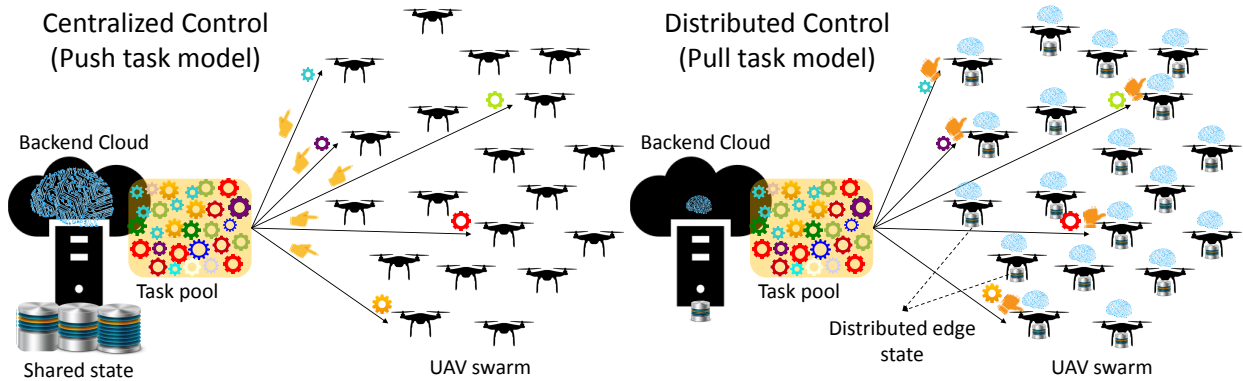 Centralized Control
(Push task model)
Backend Cloud
Task pool
Shared state
UAV swarm
Distributed Control
(Pull task model)
Backend Cloud
Task pool
Distributed edge
state
UAV swarm